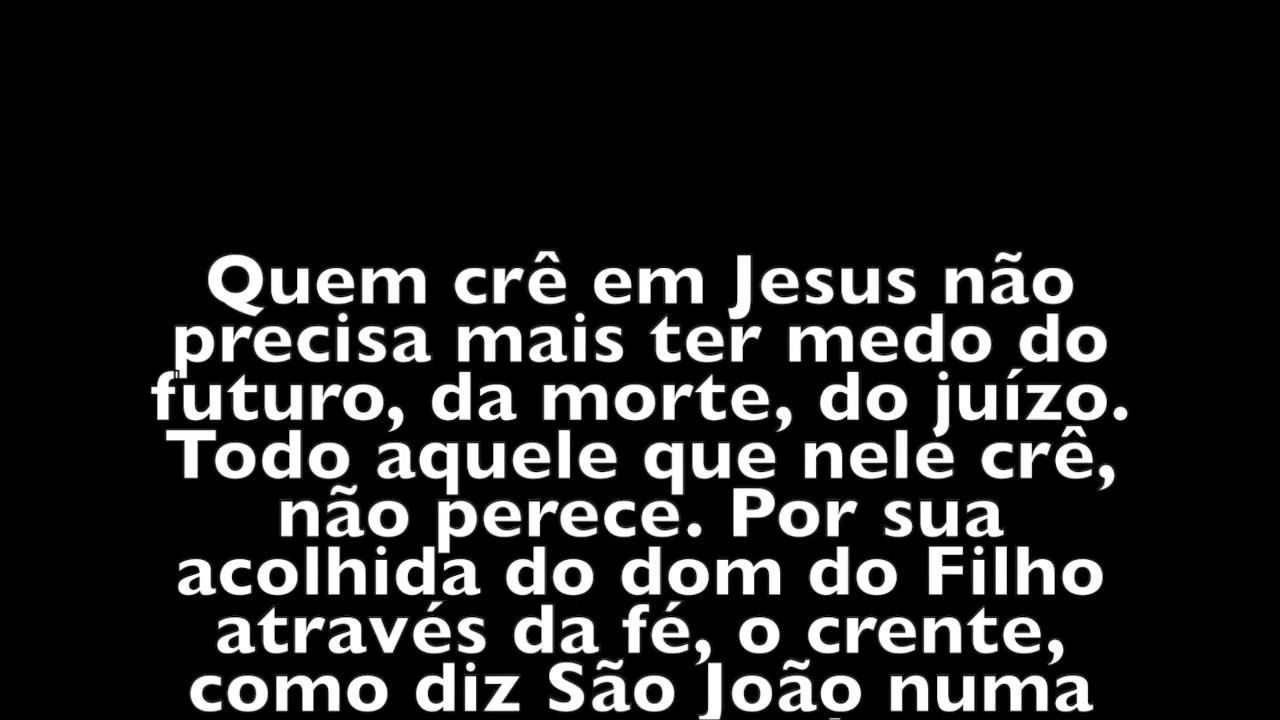 Quem crê em Jesus não
precisa mais ter medo do
futuro, da morte, do juízo.
Todo aquele que nele crê,
não perece. Por sua
acolhida do dom do Filho
através da fé, o crente,
como diz São João numa